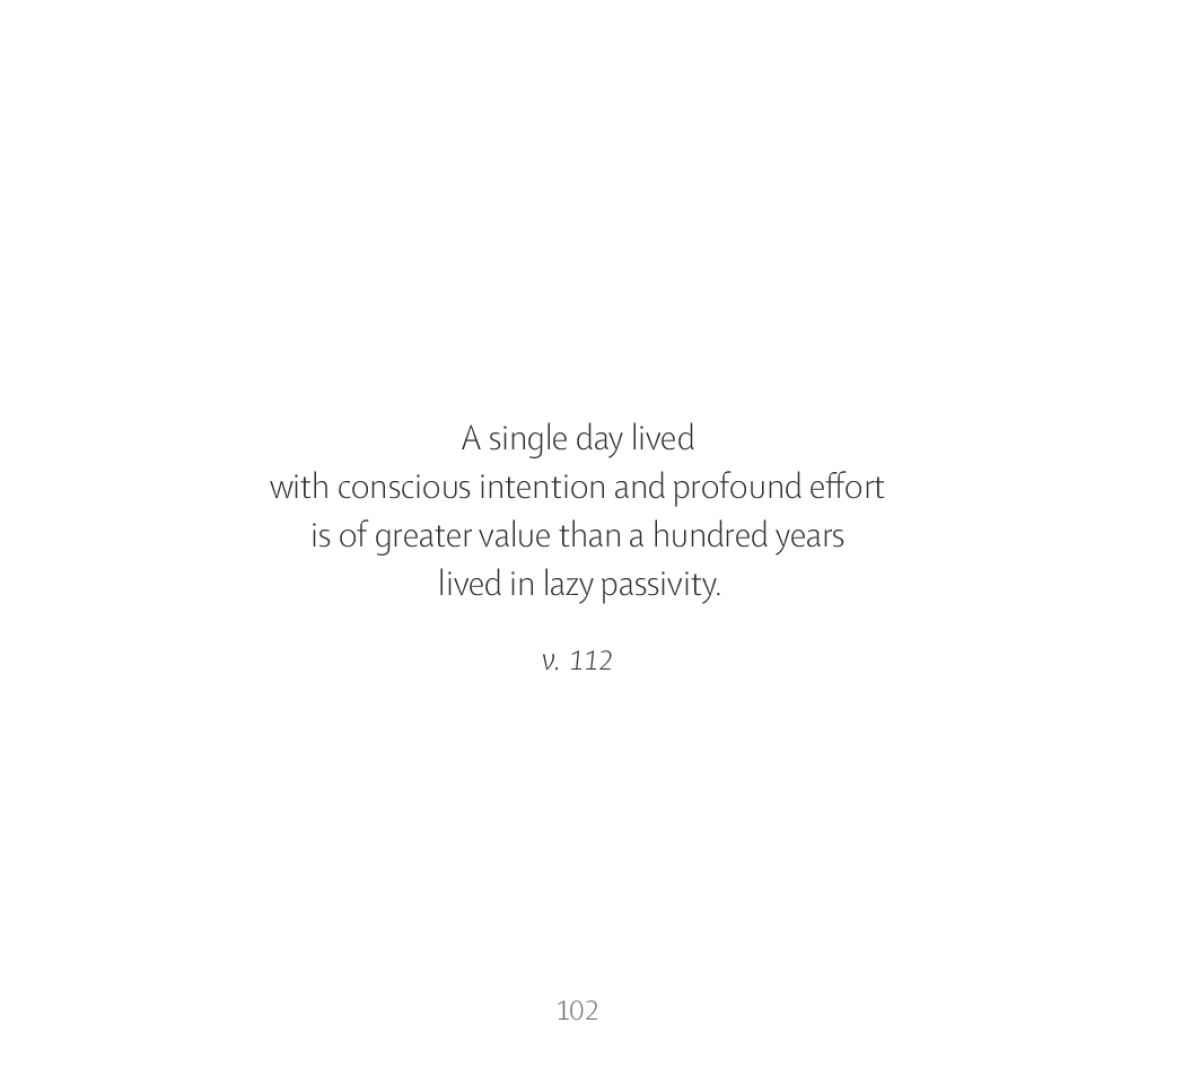 A single day lived
with conscious intention and profound effort
is of greater value than a hundred years
lived in lazy passivity.
v. 112
102